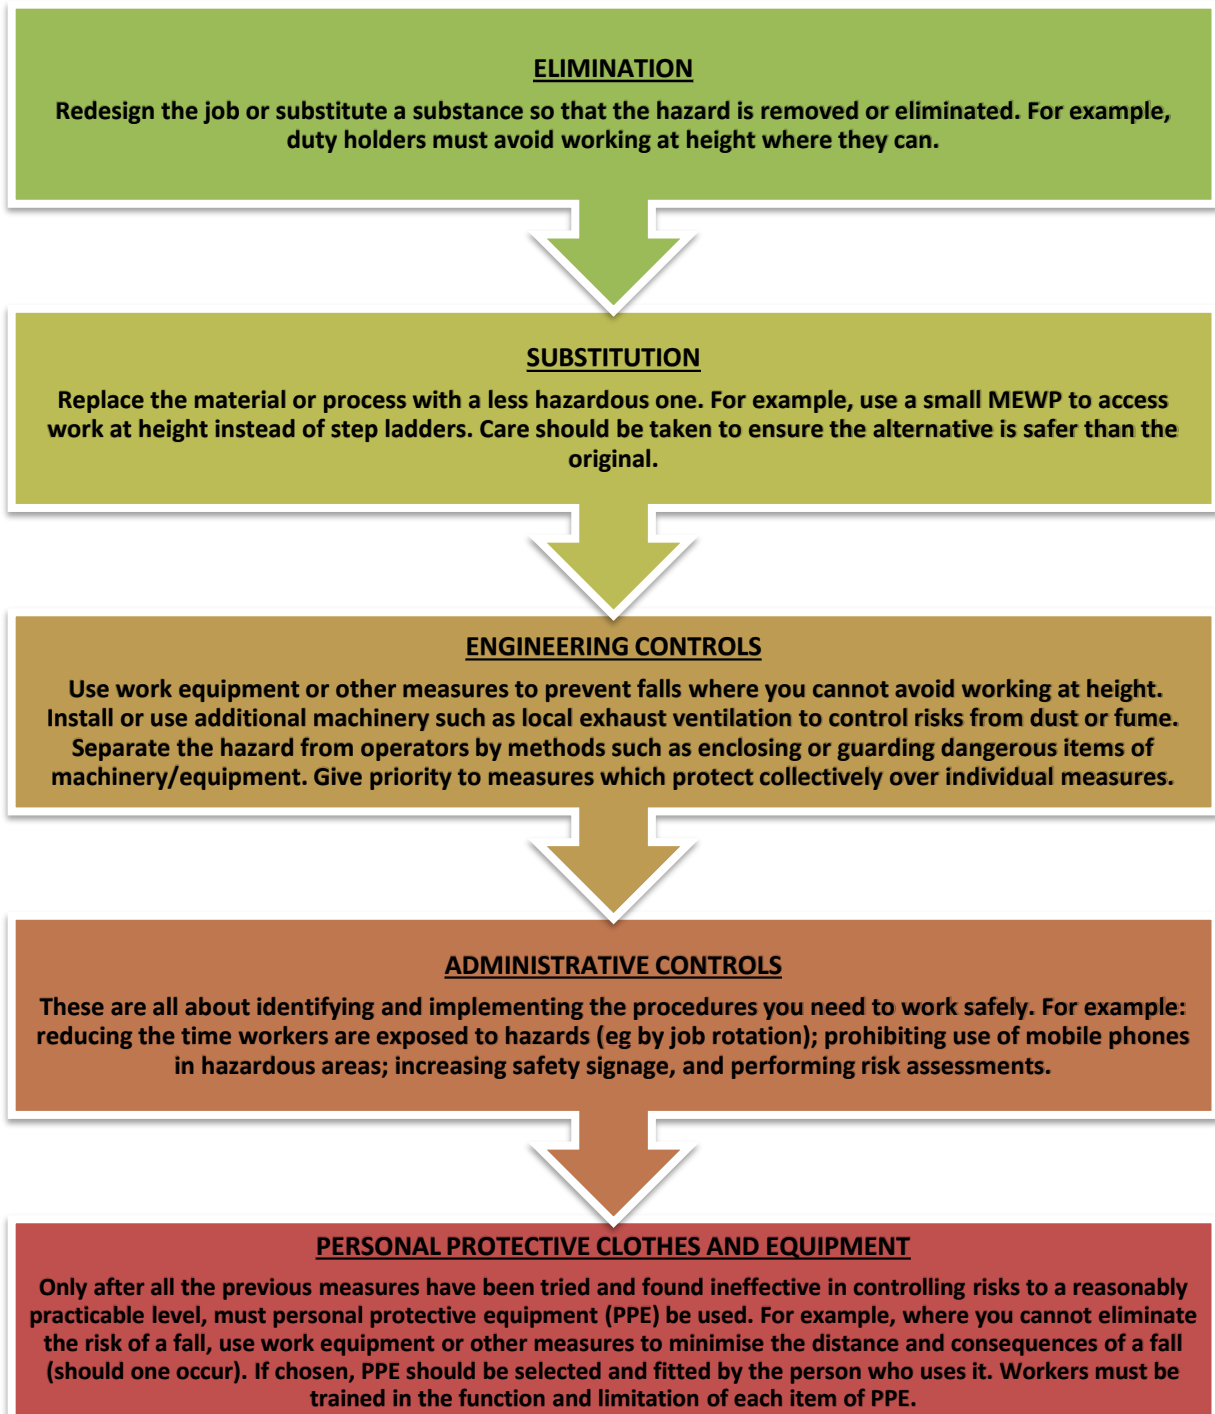 ELIMINATION
Redesign the job or substitute a substance so that the hazard is removed or eliminated. For example,
duty holders must avoid working at height where they can.
SUBSTITUTION
Replace the material or process with a less hazardous one. For example, use a small MEWP to access
work at height instead of step ladders. Care should be taken to ensure the alternative is safer than the
original.
ENGINEERING CONTROLS
Use work equipment or other measures to prevent falls where you cannot avoid working at height.
Install or use additional machinery such as local exhaust ventilation to control risks from dust or fume.
Separate the hazard from operators by methods such as enclosing or guarding dangerous items of
machinery/equipment. Give priority to measures which protect collectively over individual measures.
ADMINISTRATIVE CONTROLS
These are all about identifying and implementing the procedures you need to work safely. For example:
reducing the time workers are exposed to hazards (eg by job rotation); prohibiting use of mobile phones
in hazardous areas; increasing safety signage, and performing risk assessments.
PERSONAL PROTECTIVE CLOTHES AND EQUIPMENT
Only after all the previous measures have been tried and found ineffective in controlling risks to a reasonably
practicable level, must personal protective equipment (PPE) be used. For example, where you cannot eliminate
the risk of a fall, use work equipment or other measures to minimise the distance and consequences of a fall
(should one occur). If chosen, PPE should be selected and fitted by the person who uses it. Workers must be
trained in the function and limitation of each item of PPE.